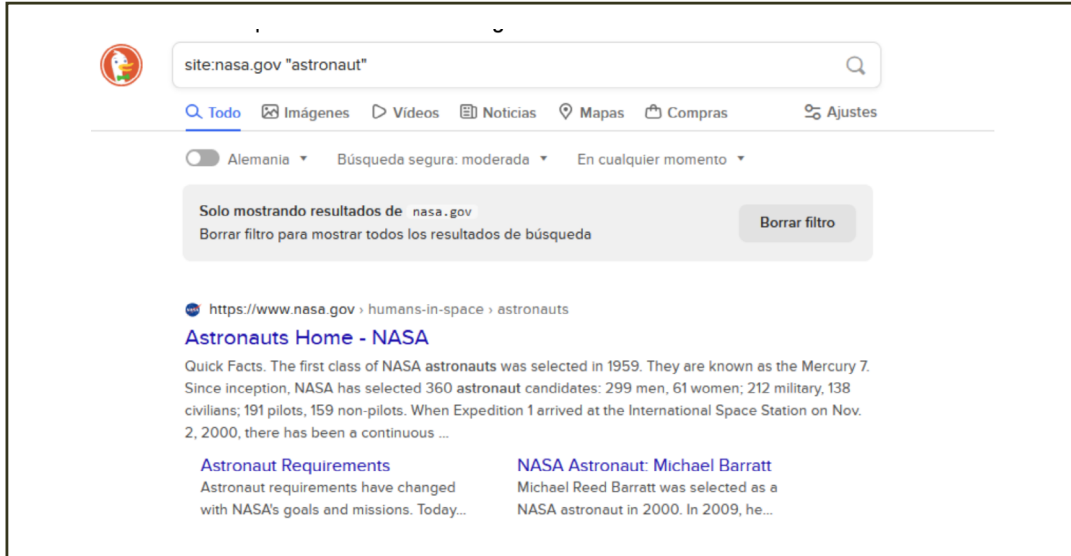 site:nasa.gov "astronaut"
Todo Imágenes Vídeos Noticias Mapas Compras Ajustes
Alemania Búsqueda segura: moderada En cualquier momento
Solo mostrando resultados de nasa.gov
Borrar filtro para mostrar todos los resultados de búsqueda
Borrar filtro
https://www.nasa.gov › humans-in-space › astronauts
Astronauts Home - NASA
Quick Facts. The first class of NASA astronauts was selected in 1959. They are known as the Mercury 7.
Since inception, NASA has selected 360 astronaut candidates: 299 men, 61 women; 212 military, 138
civilians; 191 pilots, 159 non-pilots. When Expedition 1 arrived at the International Space Station on Nov.
2, 2000, there has been a continuous ...
Astronaut Requirements
Astronaut requirements have changed
with NASA's goals and missions. Today...
NASA Astronaut: Michael Barratt
Michael Reed Barratt was selected as a
NASA astronaut in 2000. In 2009, he...